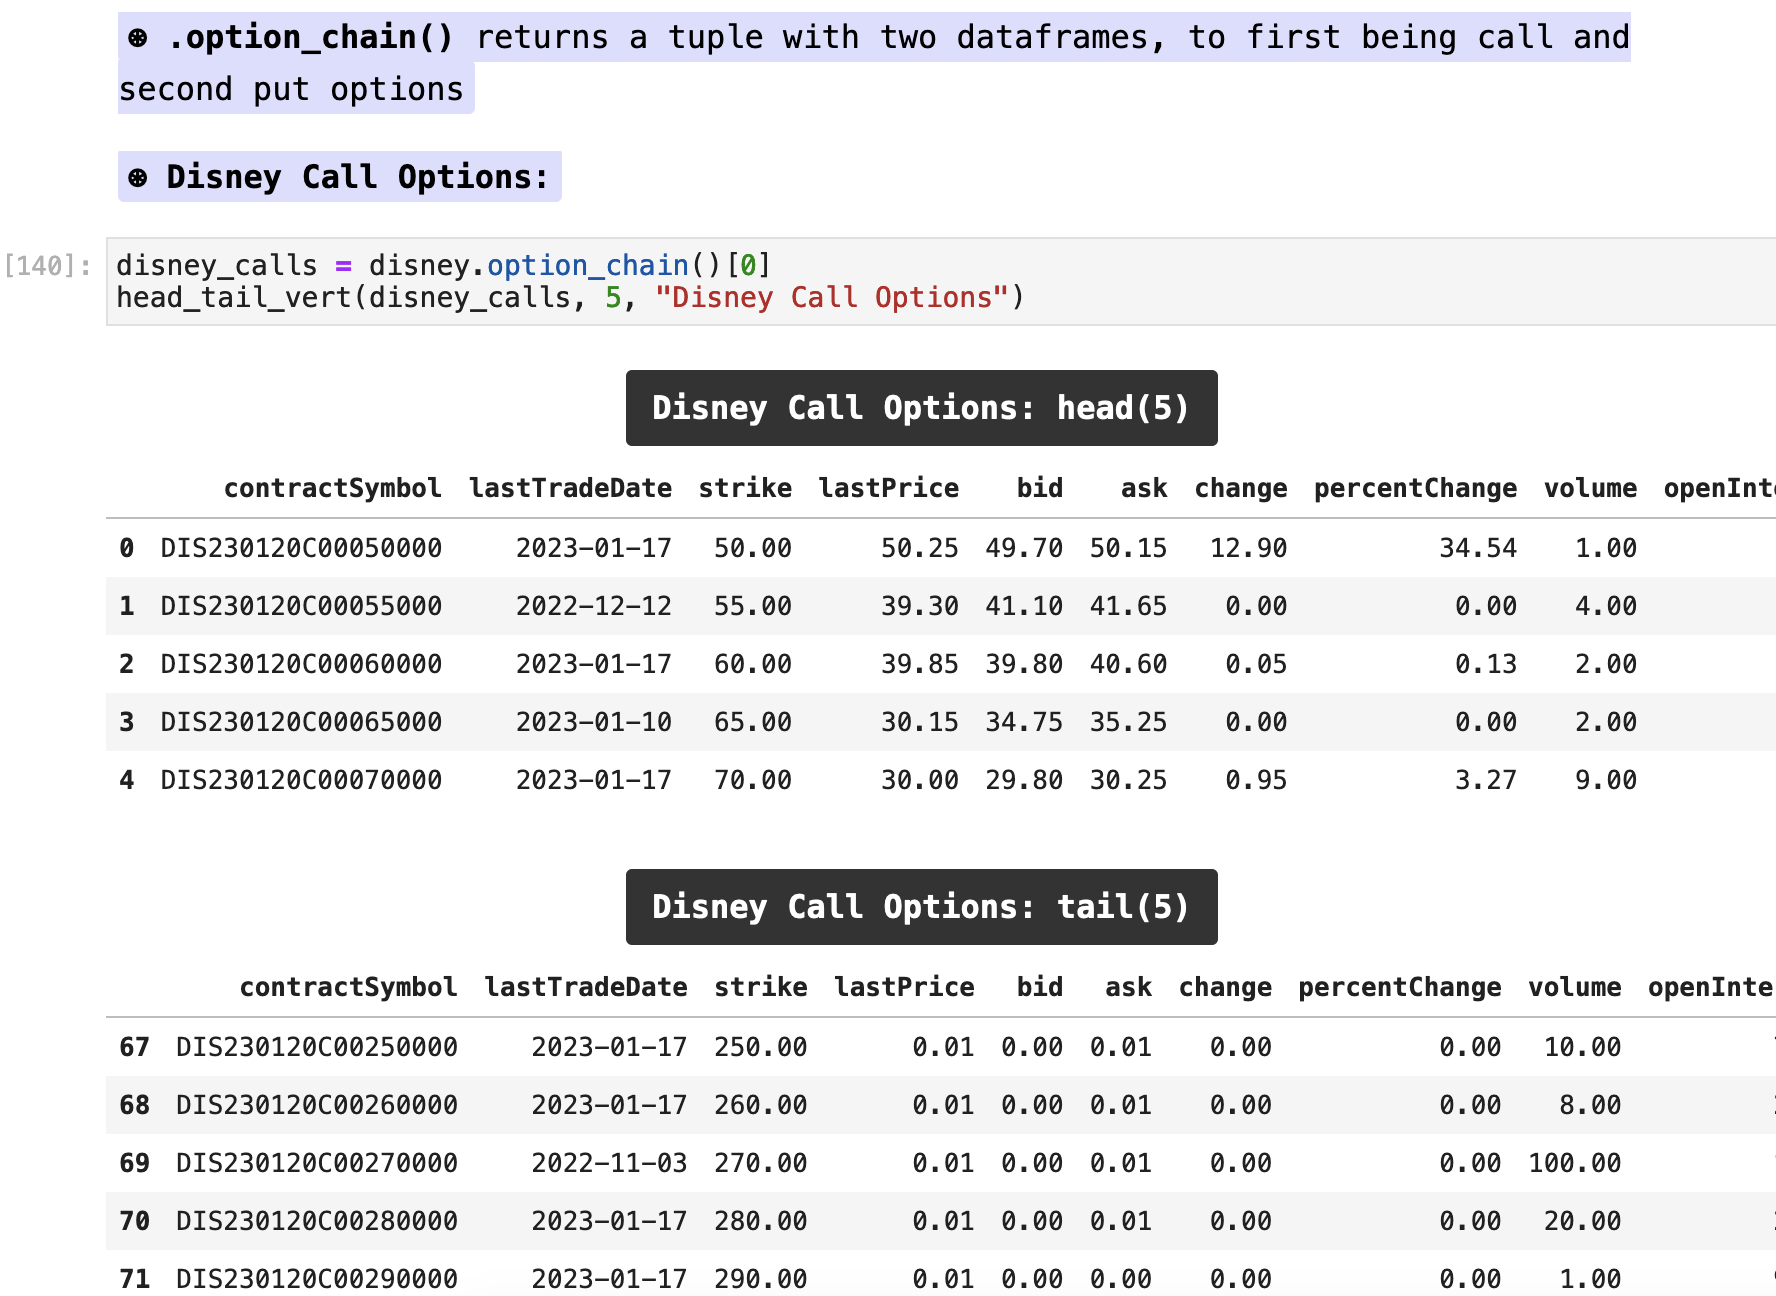 ⊛ .option_chain() returns a tuple with two dataframes, to first being call and
second put options
⊛ Disney Call Options:
[140]:
disney_calls = disney.option_chain()[0]
head_tail_vert(disney_calls, 5, "Disney Call Options")
Disney Call Options: head(5)
contractSymbol lastTradeDate strike lastPrice bid ask change percentChange volume
0 DIS230120C00050000 2023-01-17 50.00 50.25 49.70 50.15 12.90 34.54 1.00
1 DIS230120C00055000 2022-12-12 55.00 39.30 41.10 41.65 0.00 0.00 4.00
2 DIS230120C00060000 2023-01-17 60.00 39.85 39.80 40.60 0.05 0.13 2.00
3 DIS230120C00065000 2023-01-10 65.00 30.15 34.75 35.25 0.00 0.00 2.00
4 DIS230120C00070000 2023-01-17 70.00 30.00 29.80 30.25 0.95 3.27 9.00
Disney Call Options: tail(5)
contractSymbol lastTradeDate strike lastPrice bid ask change percentChange volume openInte
67 DIS230120C00250000 2023-01-17 250.00 0.01 0.00 0.01 0.00 0.00 10.00
68 DIS230120C00260000 2023-01-17 260.00 0.01 0.00 0.01 0.00 0.00 8.00
69 DIS230120C00270000 2022-11-03 270.00 0.01 0.00 0.01 0.00 0.00 100.00
70 DIS230120C00280000 2023-01-17 280.00 0.01 0.00 0.01 0.00 0.00 20.00
71 DIS230120C00290000 2023-01-17 290.00 0.01 0.00 0.00 0.00 0.00 1.00